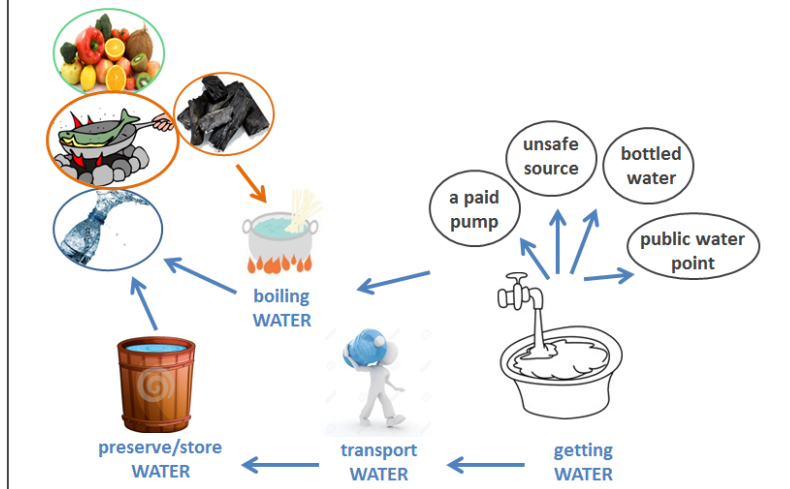 unsafe
source
bottled
water
a paid
pump
public water
point
boiling
WATER
preserve/store
WATER
transport
WATER
getting
WATER